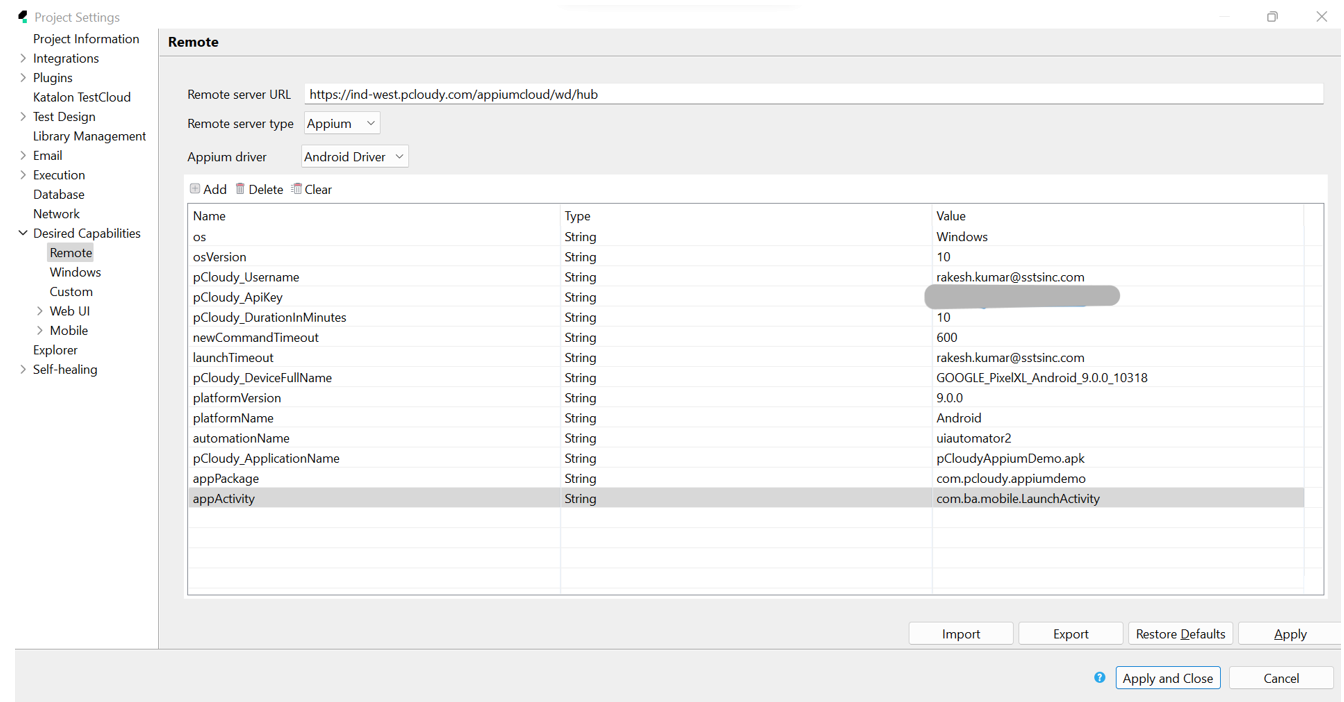 Project Settings
Project Information
Integrations
Plugins
Katalon TestCloud
Test Design
Library Management
Email
Execution
Database
Network
Desired Capabilities
Remote
Windows
Custom
Web UI
Mobile
Explorer
Self-healing
Remote
Remote server URL https://ind-west.pcloudy.com/appiumcloud/wd/hub
Remote server type Appium
Appium driver Android Driver
Add Delete Clear
Name Type Value
os String Windows
osVersion String 10
pCloudy_Username String rakesh.kumar@sstsinc.com
pCloudy_ApiKey String
pCloudy_DurationInMinutes String 10
newCommandTimeout String 600
launchTimeout String rakesh.kumar@sstsinc.com
pCloudy_DeviceFullName String GOOGLE_PixelXL_Android_9.0.0_10318
platformVersion String 9.0.0
platformName String Android
automationName String uiautomator2
pCloudy_ApplicationName String pCloudyAppiumDemo.apk
appPackage String com.pcloudy.appiumdemo
appActivity String com.ba.mobile.LaunchActivity
Import Export Restore Defaults Apply
? Apply and Close Cancel